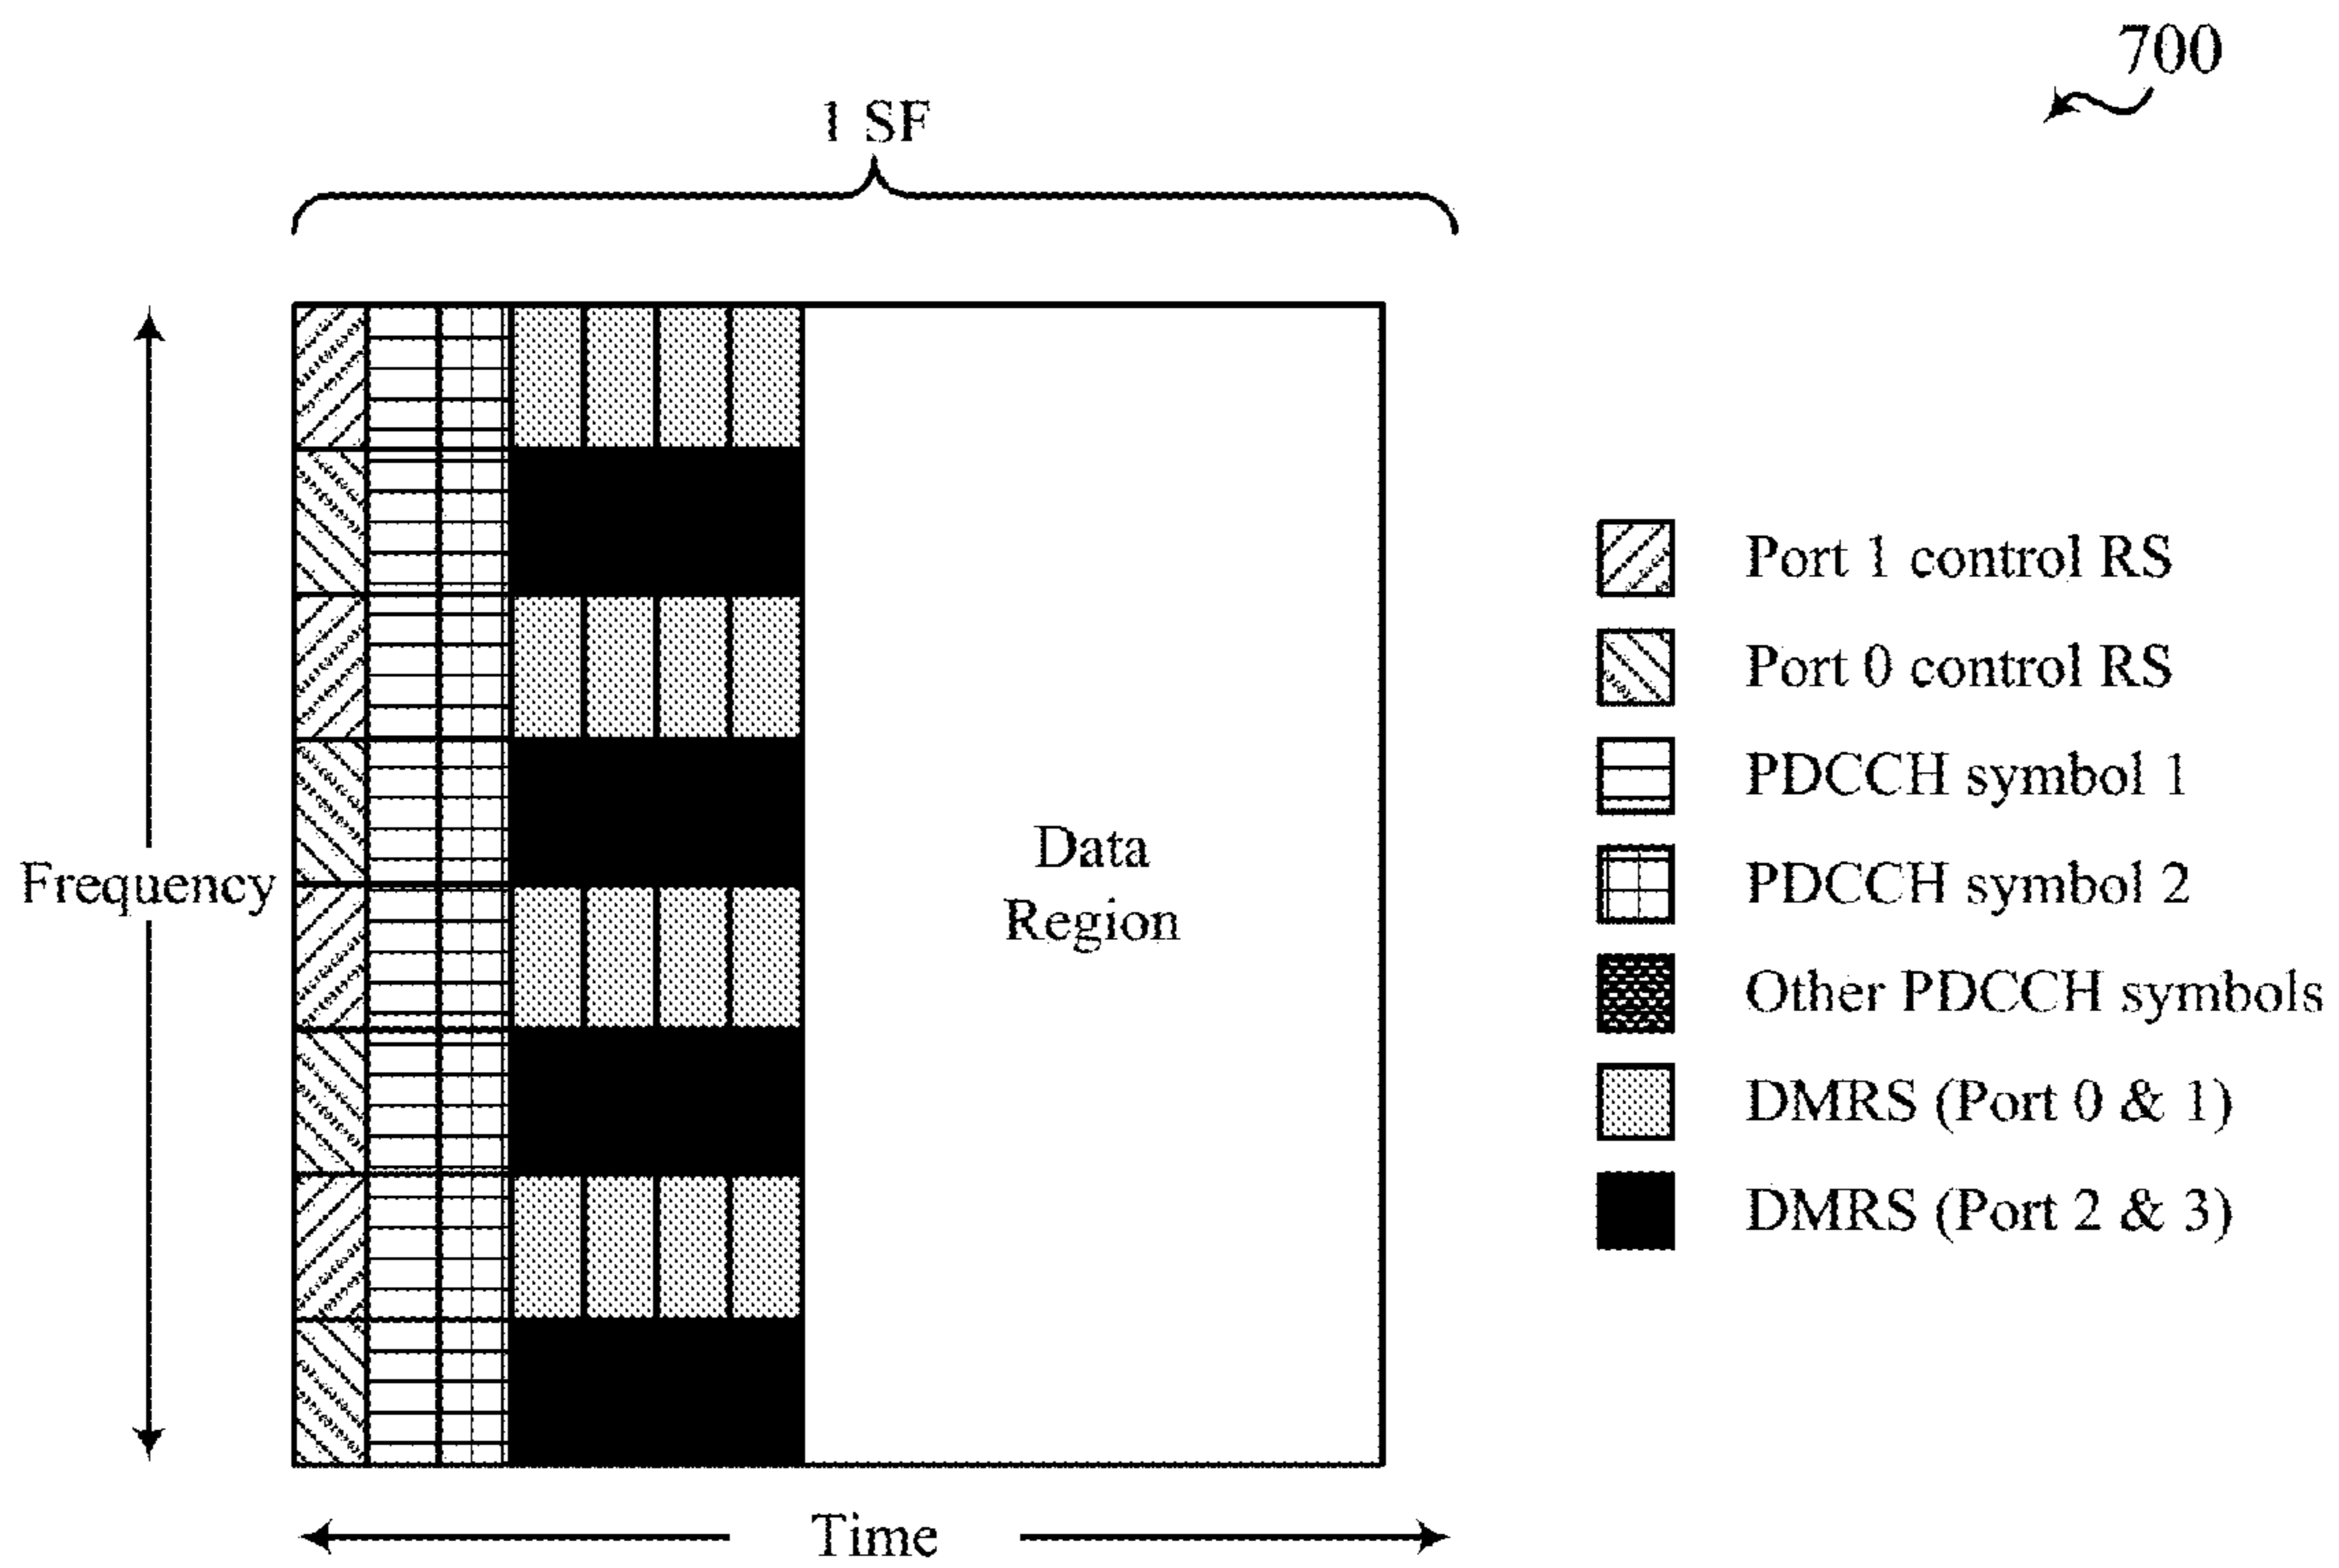 700
1 SF
Frequency
Data
Region
Time
Port 1 control RS
Port 0 control RS
PDCCH symbol 1
PDCCH symbol 2
Other PDCCH symbols
DMRS (Port 0 & 1)
DMRS (Port 2 & 3)